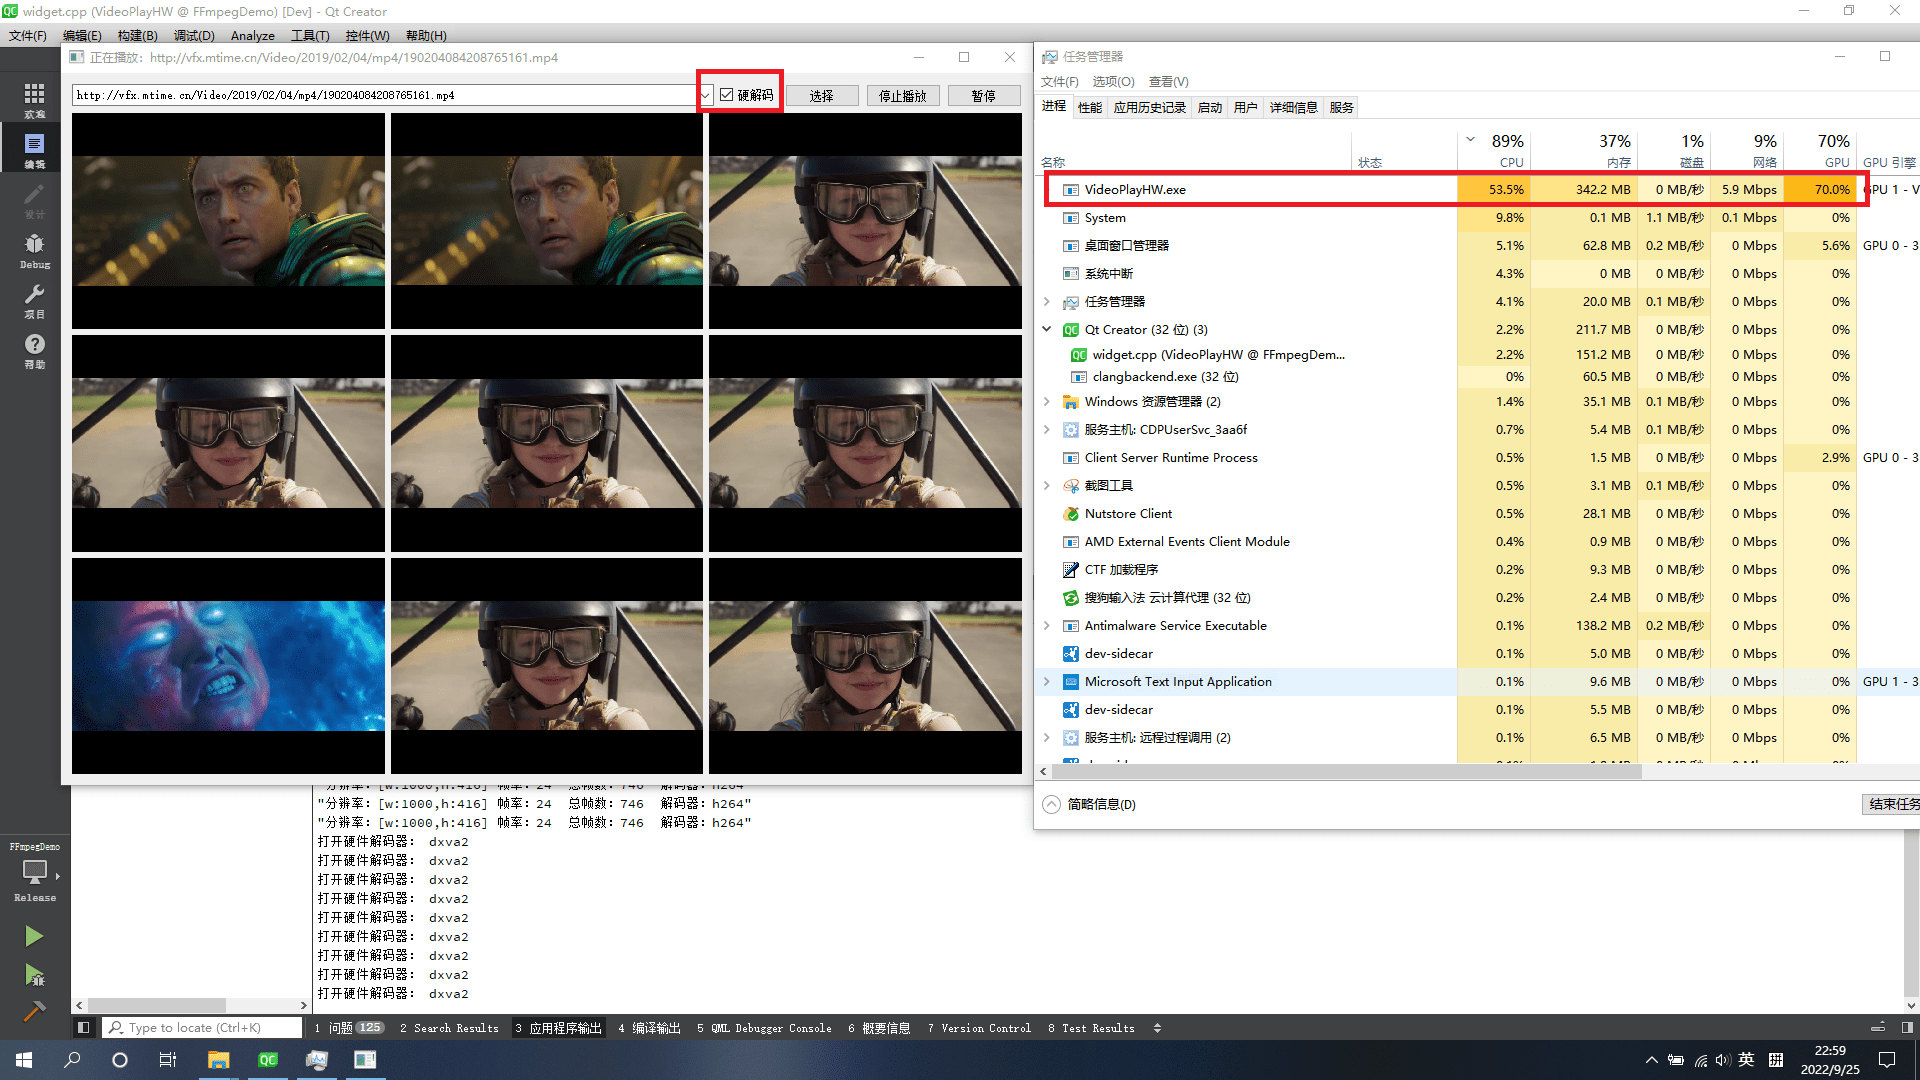 widget.cpp (VideoPlayHW @ FFmpegDemo) [Dev] - Qt Creator
文件(F) 编辑(E) 构建(B) 调试(D) Analyze 工具(T) 控件(W) 帮助(H)
欢迎
编辑
设计
Debug
项目
帮助
FFmpegDemo
Release
正在播放: http://vfx.mtime.cn/Video/2019/02/04/mp4/190204084208765161.mp4
http://vfx.mtime.cn/Video/2019/02/04/mp4/190204084208765161.mp4 硬解码 选择 停止播放 暂停
任务管理器
文件(F) 选项(O) 查看(V)
进程 性能 应用历史记录 启动 用户 详细信息 服务
89% 37% 1% 9% 70%
名称 状态 CPU 内存 磁盘 网络 GPU GPU 引擎
VideoPlayHW.exe 53.5% 342.2 MB 0 MB/秒 5.9 Mbps 70.0% GPU 1 - V
System 9.8% 0.1 MB 1.1 MB/秒 0.1 Mbps 0%
桌面窗口管理器 5.1% 62.8 MB 0.2 MB/秒 0 Mbps 5.6% GPU 0 - 3
系统中断 4.3% 0 MB 0 MB/秒 0 Mbps 0%
任务管理器 4.1% 20.0 MB 0.1 MB/秒 0 Mbps 0%
Qt Creator (32 位) (3) 2.2% 211.7 MB 0 MB/秒 0 Mbps 0%
widget.cpp (VideoPlayHW @ FFmpegDem... 2.2% 151.2 MB 0 MB/秒 0 Mbps 0%
clangbackend.exe (32 位) 0% 60.5 MB 0 MB/秒 0 Mbps 0%
Windows 资源管理器 (2) 1.4% 35.1 MB 0.1 MB/秒 0 Mbps 0%
服务主机: CDPUserSvc_3aa6f 0.7% 5.4 MB 0.1 MB/秒 0 Mbps 0%
Client Server Runtime Process 0.5% 1.5 MB 0 MB/秒 0 Mbps 2.9% GPU 0 - 3
截图工具 0.5% 3.1 MB 0.1 MB/秒 0 Mbps 0%
Nutstore Client 0.5% 28.1 MB 0 MB/秒 0 Mbps 0%
AMD External Events Client Module 0.4% 0.9 MB 0 MB/秒 0 Mbps 0%
CTF 加载程序 0.2% 9.3 MB 0 MB/秒 0 Mbps 0%
搜狗输入法 云计算代理 (32 位) 0.2% 2.4 MB 0 MB/秒 0 Mbps 0%
Antimalware Service Executable 0.1% 138.2 MB 0.2 MB/秒 0 Mbps 0%
dev-sidecar 0.1% 5.0 MB 0 MB/秒 0 Mbps 0%
Microsoft Text Input Application 0.1% 9.6 MB 0 MB/秒 0 Mbps 0% GPU 1 - 3
dev-sidecar 0.1% 5.5 MB 0 MB/秒 0 Mbps 0%
服务主机: 远程过程调用 (2) 0.1% 6.5 MB 0 MB/秒 0 Mbps 0%
简略信息(D) 结束任务
"分辨率: [w:1000,h:416] 帧率: 24 总帧数: 746 解码器: h264"
"分辨率: [w:1000,h:416] 帧率: 24 总帧数: 746 解码器: h264"
"分辨率: [w:1000,h:416] 帧率: 24 总帧数: 746 解码器: h264"
打开硬件解码器: dxva2
打开硬件解码器: dxva2
打开硬件解码器: dxva2
打开硬件解码器: dxva2
打开硬件解码器: dxva2
打开硬件解码器: dxva2
打开硬件解码器: dxva2
打开硬件解码器: dxva2
打开硬件解码器: dxva2
Type to locate (Ctrl+K) 1 问题 125 2 Search Results 3 应用程序输出 4 编译输出 5 QML Debugger Console 6 概要信息 7 Version Control 8 Test Results
英
22:59
2022/9/25